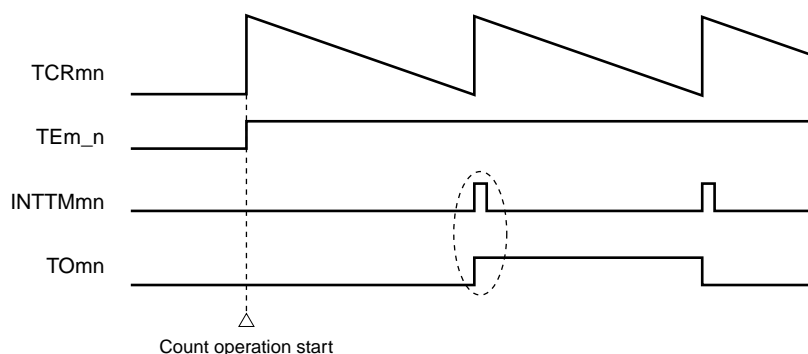 TCRmn
TEm_n
INTTMmn
TOmn
Count operation start